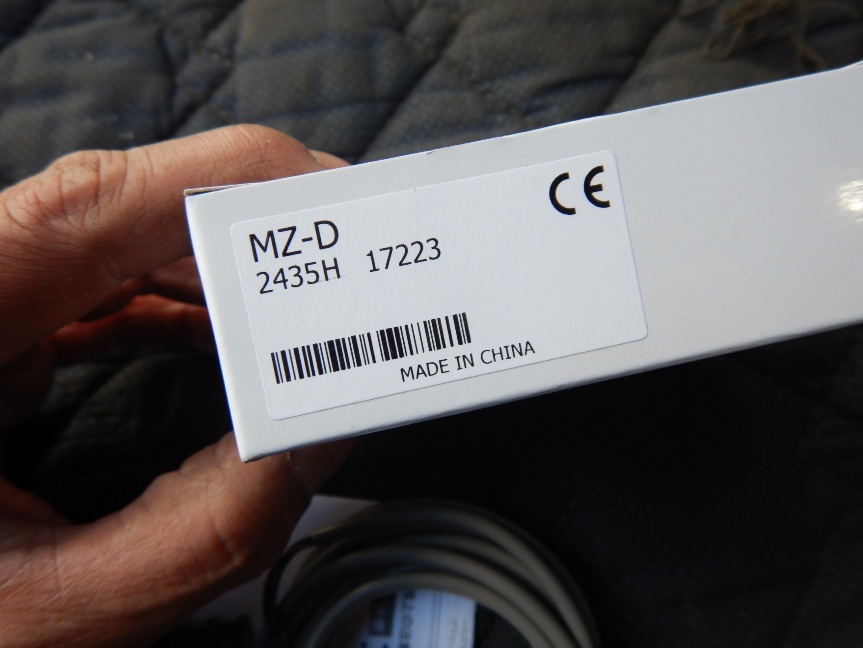 CE
MZ-D
2435H 17223
MADE IN CHINA